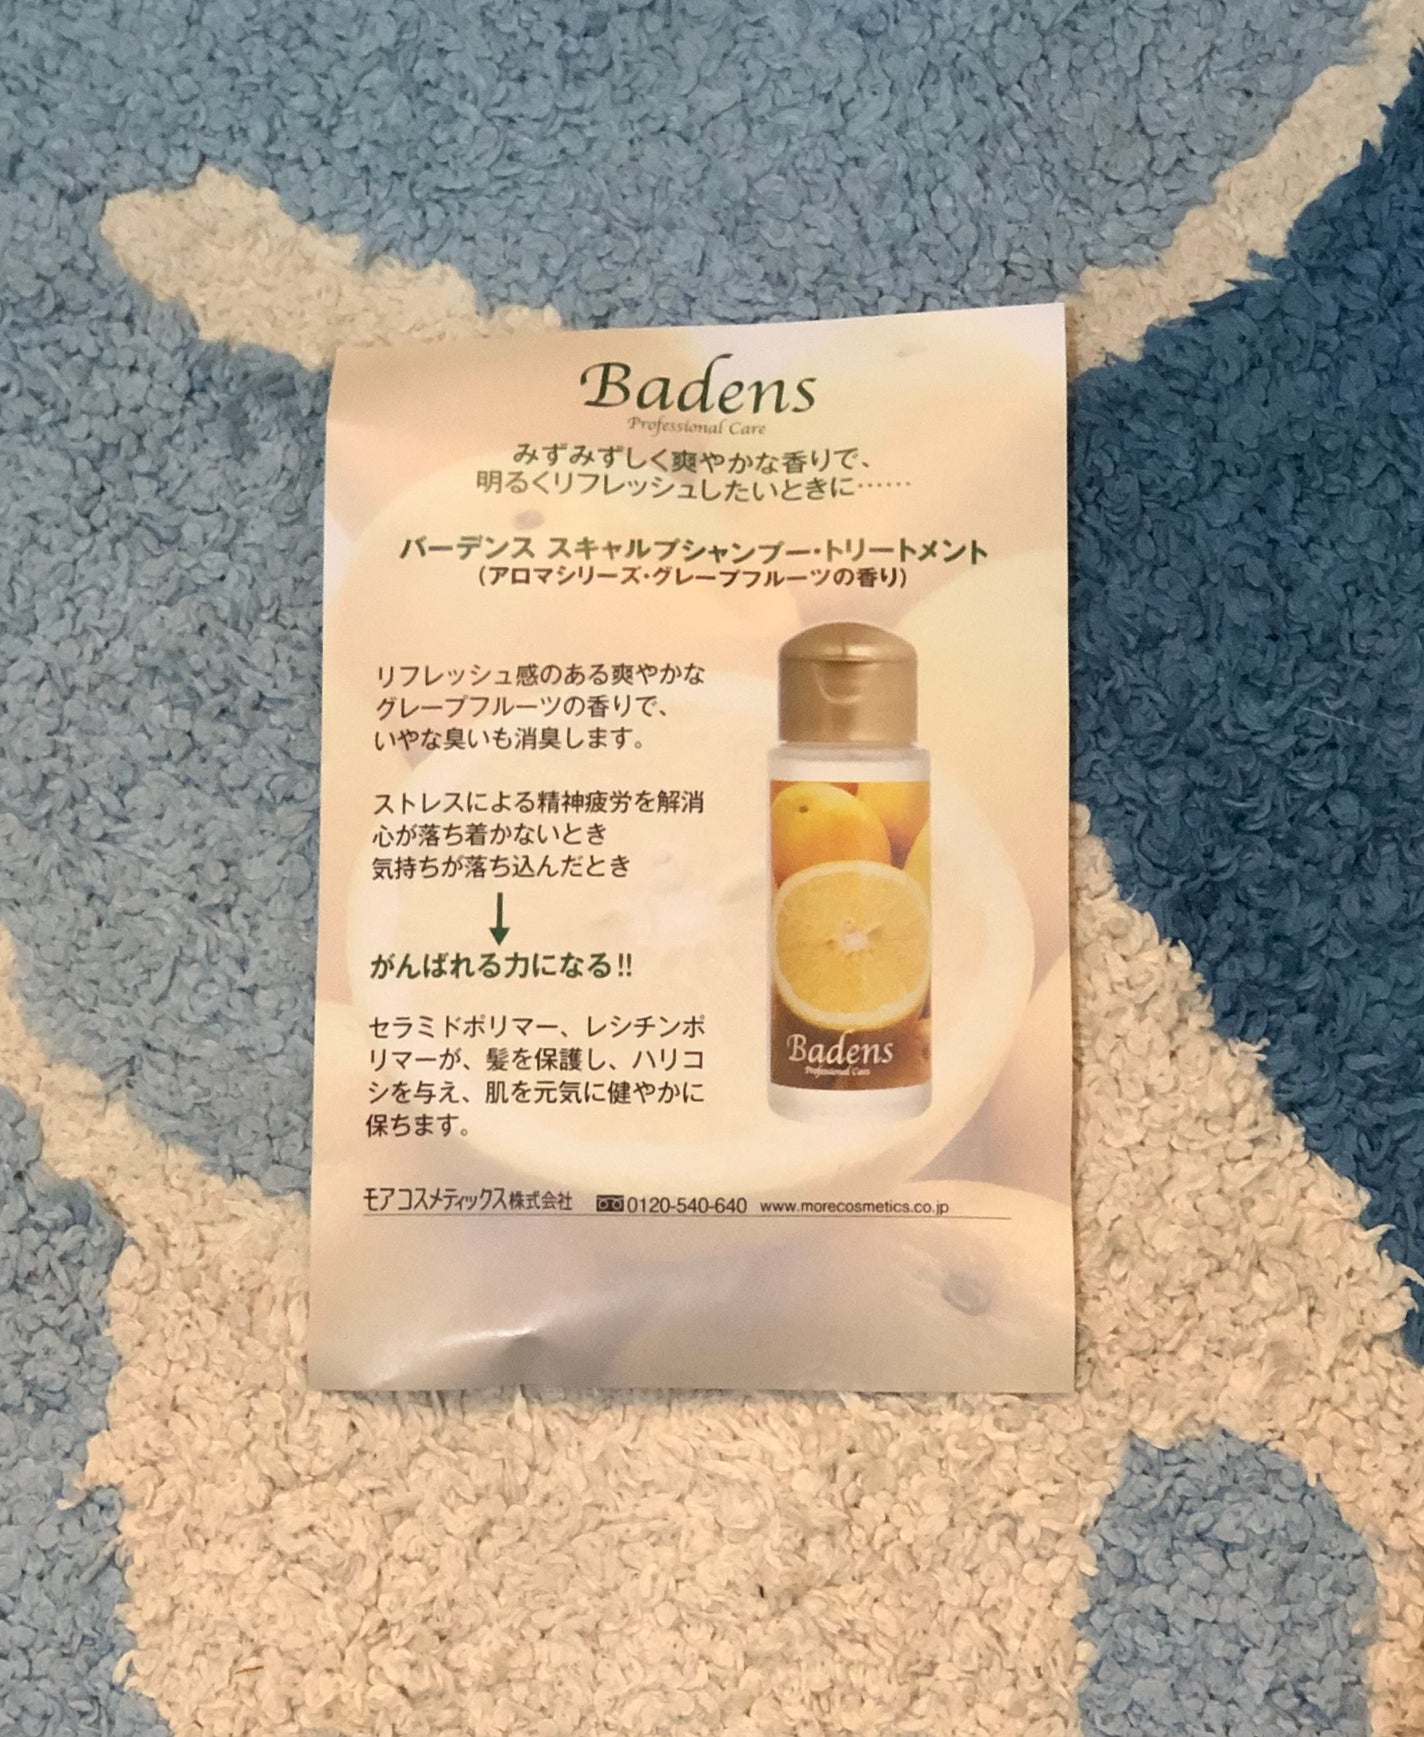 Badens
Professional Care
みずみずしく爽やかな香りで、
明るくリフレッシュしたいときに……
バーデンス スキャルプシャンプー・トリートメント
(アロマシリーズ・グレープフルーツの香り)
リフレッシュ感のある爽やかな
グレープフルーツの香りで、
いやな臭いも消臭します。
ストレスによる精神疲労を解消
心が落ち着かないとき
気持ちが落ち込んだとき
↓
がんばれる力になる!!
セラミドポリマー、レシチンポ
リマーが、髪を保護し、ハリコ
シを与え、肌を元気に健やかに
保ちます。
Badens
Professional Care
モアコスメティックス株式会社 0120-540-640 www.morecosmetics.co.jp